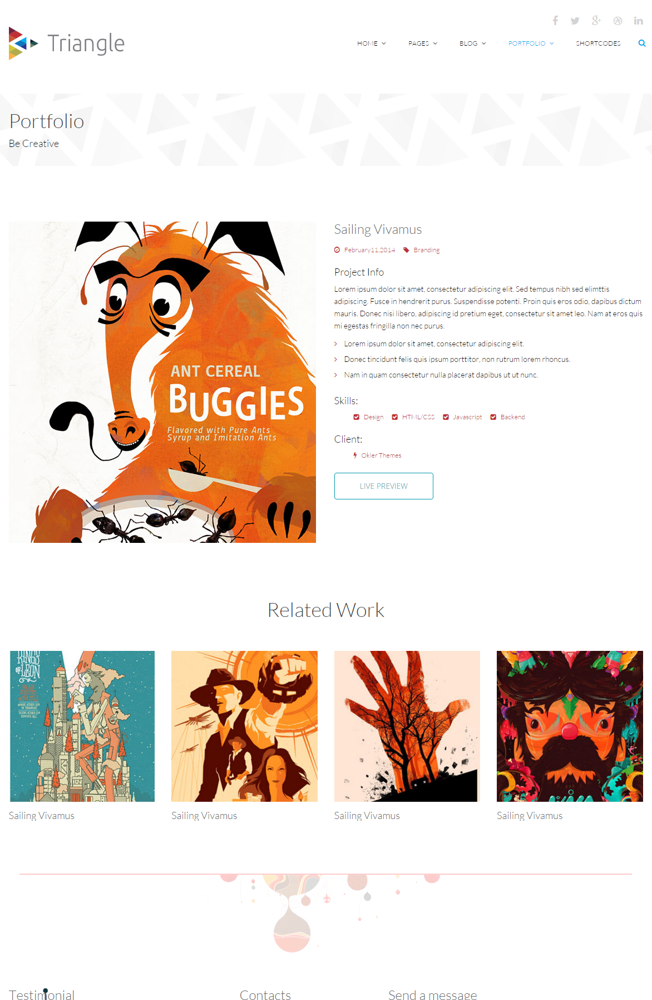 Triangle
HOME
PAGES
BLOG
PORTFOLIO
SHORTCODES
Portfolio
Be Creative
ANT CEREAL
BUGGIES
Flavored with Pure Ants
Syrup and Imitation Ants
Sailing Vivamus
February11,2014 Branding
Project Info
Lorem ipsum dolor sit amet, consectetur adipiscing elit. Sed tempus nibh sed elimttis
adipiscing. Fusce in hendrerit purus. Suspendisse potenti. Proin quis eros odio, dapibus dictum
mauris. Donec nisi libero, adipiscing id pretium eget, consectetur sit amet leo. Nam at eros quis
mi egestas fringilla non nec purus.
Lorem ipsum dolor sit amet, consectetur adipiscing elit.
Donec tincidunt felis quis ipsum porttitor, non rutrum lorem rhoncus.
Nam in quam consectetur nulla placerat dapibus ut ut nunc.
Skills:
Design HTML/CSS Javascript Backend
Client:
Okler Themes
LIVE PREVIEW
Related Work
KINGS
OF LEON
Sailing Vivamus
Sailing Vivamus
Sailing Vivamus
Sailing Vivamus
Testimonial
Contacts
Send a message